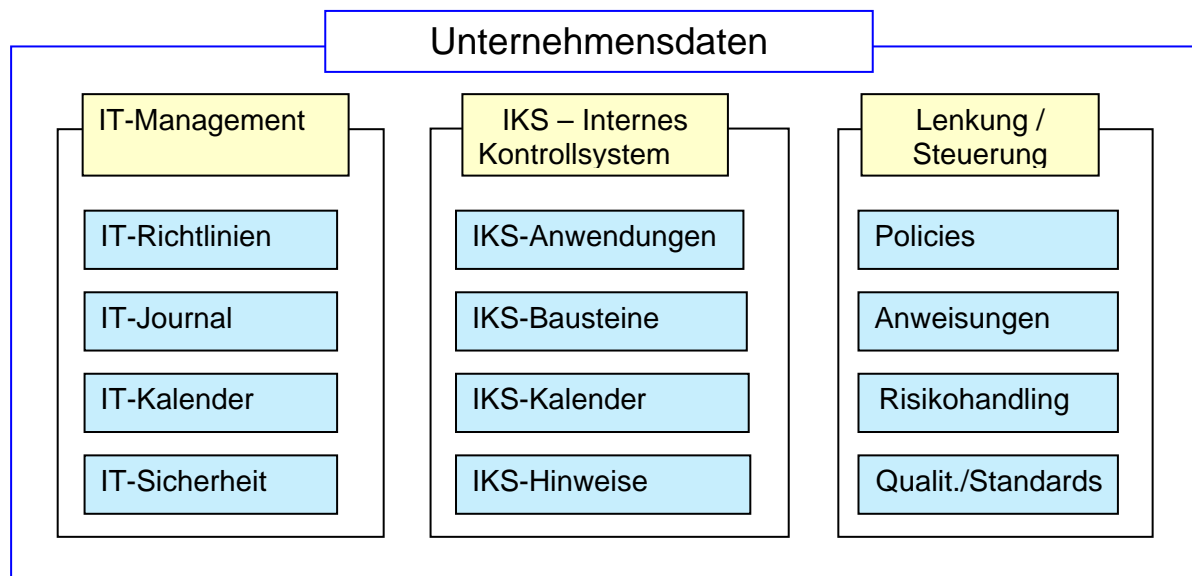 Unternehmensdaten
IT-Management
IT-Richtlinien
IT-Journal
IT-Kalender
IT-Sicherheit
IKS – Internes
Kontrollsystem
IKS-Anwendungen
IKS-Bausteine
IKS-Kalender
IKS-Hinweise
Lenkung /
Steuerung
Policies
Anweisungen
Risikohandling
Qualit./Standards